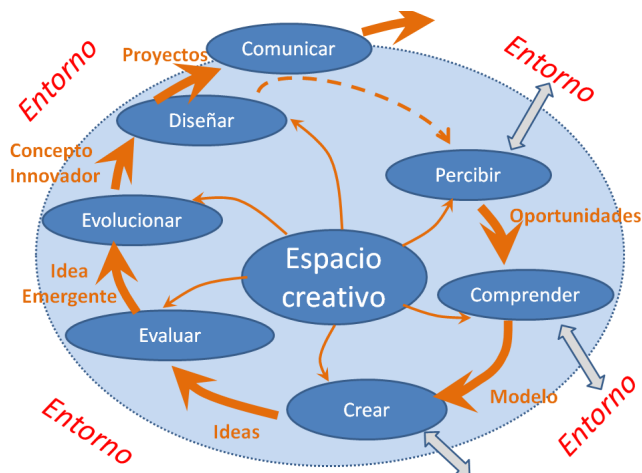 Comunicar
Proyectos
Entorno
Entorno
Diseñar
Concepto
Innovador
Percibir
Oportunidades
Evolucionar
Espacio
creativo
Idea
Emergente
Comprender
Evaluar
Modelo
Crear
Ideas
Entorno
Entorno